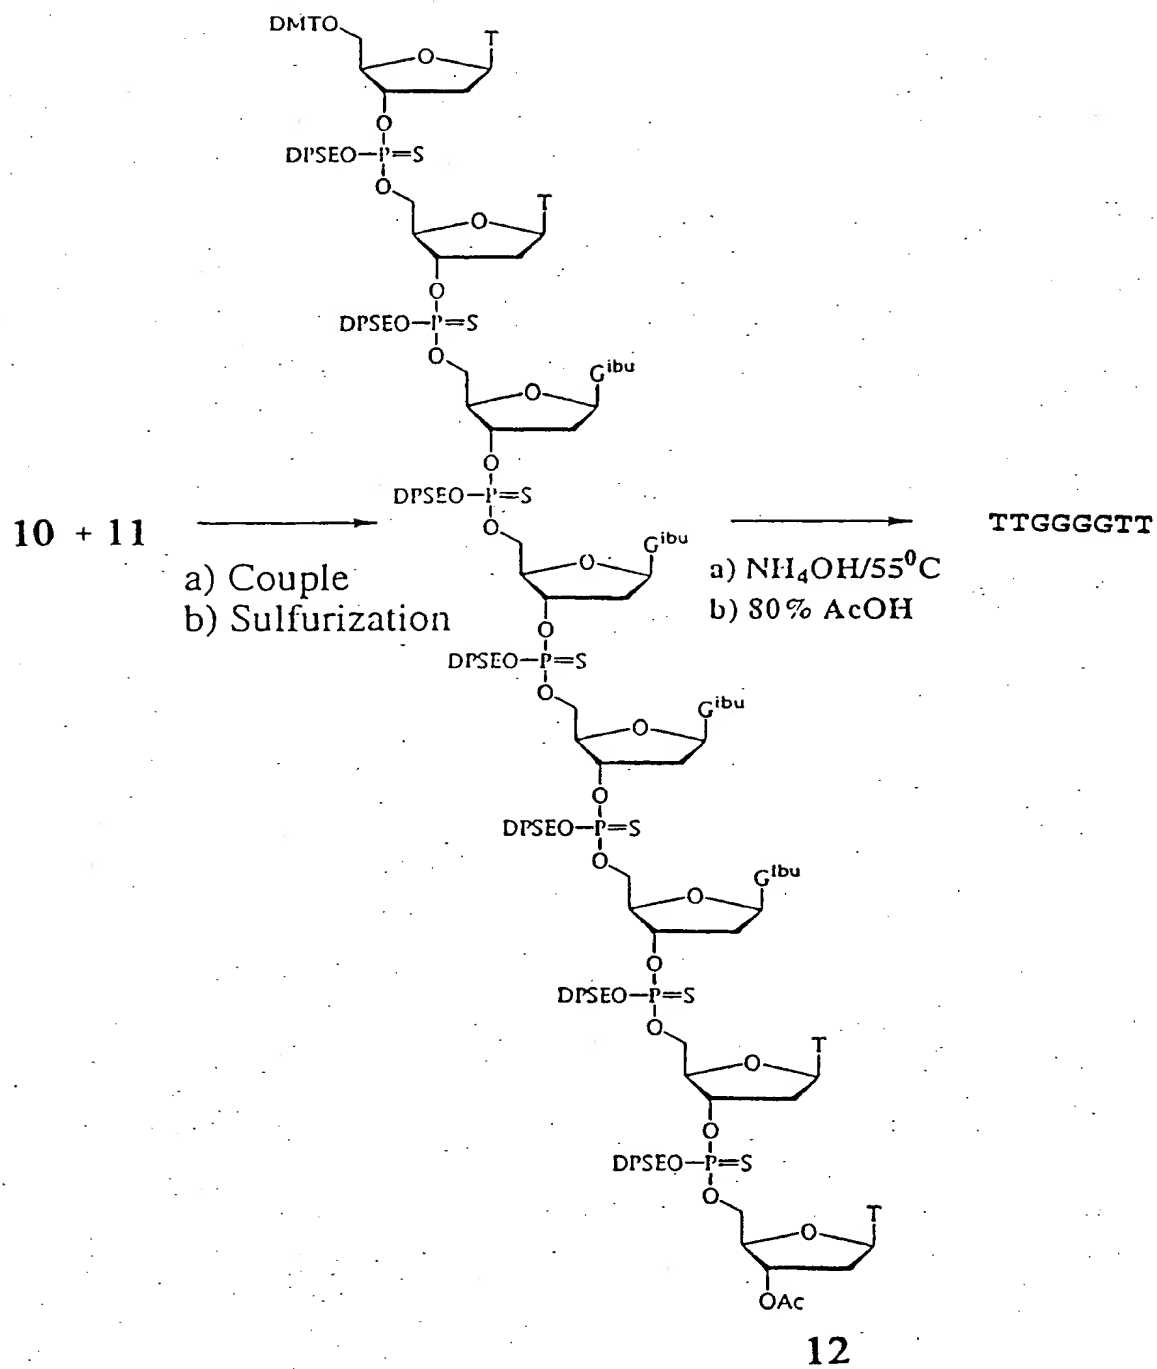 DMTO
O
T
O
DPSEO-P=S
O
O
T
O
DPSEO-P=S
O
O
Gibu
O
DPSEO-P=S
O
10 + 11
a) Couple
b) Sulfurization
O
Gibu
a) NH4OH/55⁰C
b) 80% AcOH
TTGGGGTT
O
DPSEO-P=S
O
O
Gibu
O
DPSEO-P=S
O
O
Gibu
O
DPSEO-P=S
O
O
T
O
DPSEO-P=S
O
O
T
OAc
12